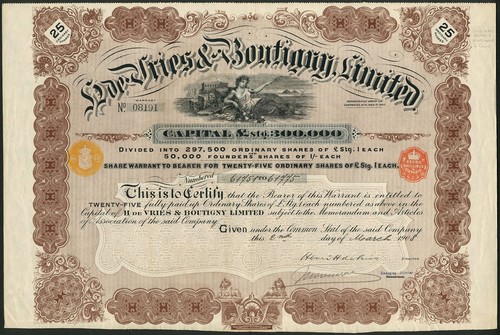 25
25
H. de Vries & Boutigny, Limited.
WARRANT
No 08191
CAPITAL £ STG. 300,000
DIVIDED INTO 297,500 ORDINARY SHARES OF £ Stg. 1 EACH
50,000 FOUNDERS' SHARES OF 1/- EACH
SHARE WARRANT TO BEARER FOR TWENTY-FIVE ORDINARY SHARES OF £ Stg. 1 EACH.
Numbered
This is to Certify, that the Bearer of this Warrant is entitled to
TWENTY-FIVE fully paid up Ordinary Shares of £1 Stg. each numbered as above in the
Capital of H DE VRIES & BOUTIGNY LIMITED subject to the Memorandum and Articles
of Association of the said Company.
Given under the Common Seal of the said Company
this 2nd day of March 1908
25
25